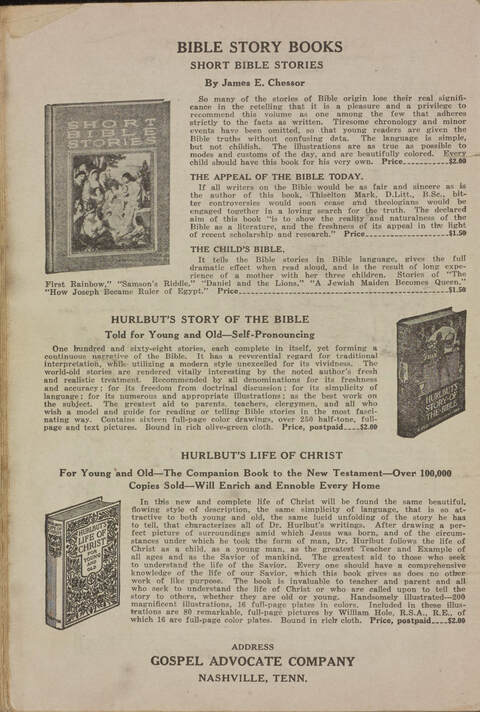 BIBLE STORY BOOKS
SHORT BIBLE STORIES
By James E. Chessor
So many of the stories of Bible origin lose their real signifi-
cance in the retelling that it is a pleasure and a privilege to
recommend this volume as one among the few that adheres
strictly to the facts as written. Tiresome chronology and minor
events have been omitted, so that young readers are given the
Bible truths without confusing data. The language is simple,
but not childish. The illustrations are as true as possible to
modes and customs of the day, and are beautifully colored. Every
child should have this book for his very own. Price $2.00
SHORT
BIBLE
THE APPEAL OF THE BIBLE TODAY.
If all writers on the Bible would be as fair and sincere as is
the author of this book, Thiselton Mark, D.Litt., B.Sc., bit-
ter controversies would soon cease and theologians would be
engaged together in a loving search for the truth. The declared
aim of this book "is to show the reality and naturalness of the
Bible as a literature, and the freshness of its appeal in the light
of recent scholarship and research." Price $1.50
THE CHILD'S BIBLE.
It tells the Bible stories in Bible language, gives the full
dramatic effect when read aloud, and is the result of long expe-
rience of a mother with her three children. Stories of "The
First Rainbow," "Samson's Riddle," "Daniel and the Lions," "A Jewish Maiden Becomes Queen,"
"How Joseph Became Ruler of Egypt." Price $1.50
HURLBUT'S STORY OF THE BIBLE
Told for Young and Old—Self-Pronouncing
One hundred and sixty-eight stories, each complete in itself, yet forming a
continuous narrative of the Bible. It has a reverential regard for traditional
interpretation, while utilizing a modern style unexcelled for its vividness. The
world-old stories are rendered vitally interesting by the noted author's fresh
and realistic treatment. Recommended by all denominations for its freshness
and accuracy; for its freedom from doctrinal discussion; for its simplicity of
language; for its numerous and appropriate illustrations; as the best work on
the subject. The greatest aid to parents, teachers, clergymen, and all who
wish a model and guide for reading or telling Bible stories in the most fasci-
nating way. Contains sixteen full-page color drawings, over 250 half-tone, full-
page and text pictures. Bound in rich olive-green cloth. Price, postpaid $2.00
HURLBUT'S
STORY OF
THE BIBLE
HURLBUT'S LIFE OF CHRIST
For Young and Old—The Companion Book to the New Testament—Over 100,000
Copies Sold—Will Enrich and Ennoble Every Home
HURLBUT'S
LIFE OF
CHRIST
FOR
YOUNG
AND OLD
In this new and complete life of Christ will be found the same beautiful,
flowing style of description, the same simplicity of language, that is so at-
tractive to both young and old, the same lucid unfolding of the story he has
to tell, that characterizes all of Dr. Hurlbut's writings. After drawing a per-
fect picture of surroundings amid which Jesus was born, and of the circum-
stances under which he took the form of man, Dr. Hurlbut follows the life of
Christ as a child, as a young man, as the greatest Teacher and Example of
all ages and as the Savior of mankind. The greatest aid to those who seek
to understand the life of the Savior. Every one should have a comprehensive
knowledge of the life of our Savior, which this book gives as does no other
work of like purpose. The book is invaluable to teacher and parent and all
who seek to understand the life of Christ or who are called upon to tell the
story to others, whether they are old or young. Handsomely illustrated—200
magnificent illustrations, 16 full-page plates in colors. Included in these illus-
trations are 80 remarkable, full-page pictures by William Hole, R.S.A., R.E., of
which 16 are full-page color plates. Bound in rich cloth. Price, postpaid $2.00
ADDRESS
GOSPEL ADVOCATE COMPANY
NASHVILLE, TENN.